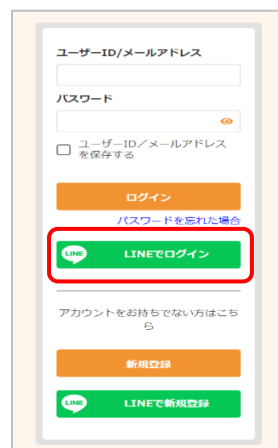 ユーザーID/メールアドレス
パスワード
ユーザーID／メールアドレス
を保存する
ログイン
パスワードを忘れた場合
LINE LINEでログイン
アカウントをお持ちでない方はこち
ら
新規登録
LINE LINEで新規登録